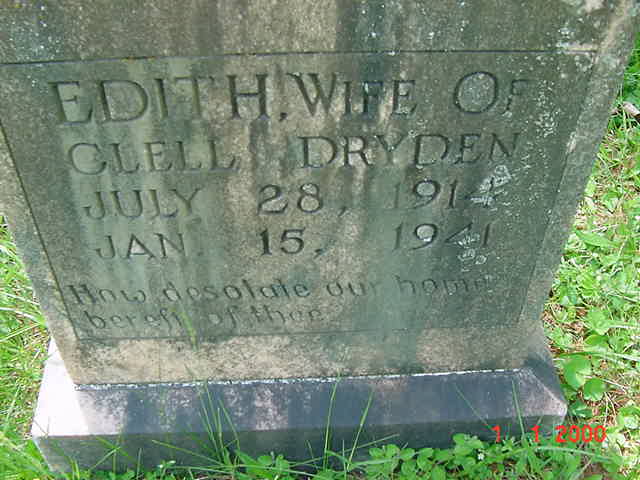 EDITH, WIFE OF
CLELL DRYDEN
JULY 28, 1914
JAN. 15, 1941
How desolate our home
bereft of thee.
1 1 2000